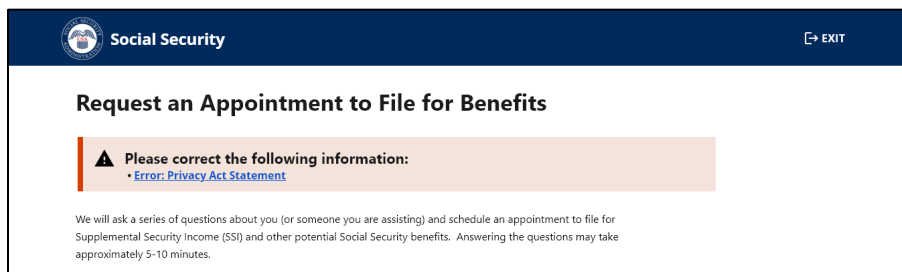 Social Security
EXIT
Request an Appointment to File for Benefits
Please correct the following information:
• Error: Privacy Act Statement
We will ask a series of questions about you (or someone you are assisting) and schedule an appointment to file for
Supplemental Security Income (SSI) and other potential Social Security benefits.  Answering the questions may take
approximately 5-10 minutes.